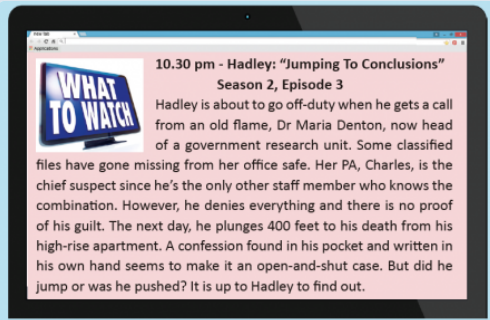 New Tab
Applications
10.30 pm - Hadley: “Jumping To Conclusions”
Season 2, Episode 3
WHAT
TO WATCH
Hadley is about to go off-duty when he gets a call
from an old flame, Dr Maria Denton, now head
of a government research unit. Some classified
files have gone missing from her office safe. Her PA, Charles, is the
chief suspect since he’s the only other staff member who knows the
combination. However, he denies everything and there is no proof
of his guilt. The next day, he plunges 400 feet to his death from his
high-rise apartment. A confession found in his pocket and written in
his own hand seems to make it an open-and-shut case. But did he
jump or was he pushed? It is up to Hadley to find out.